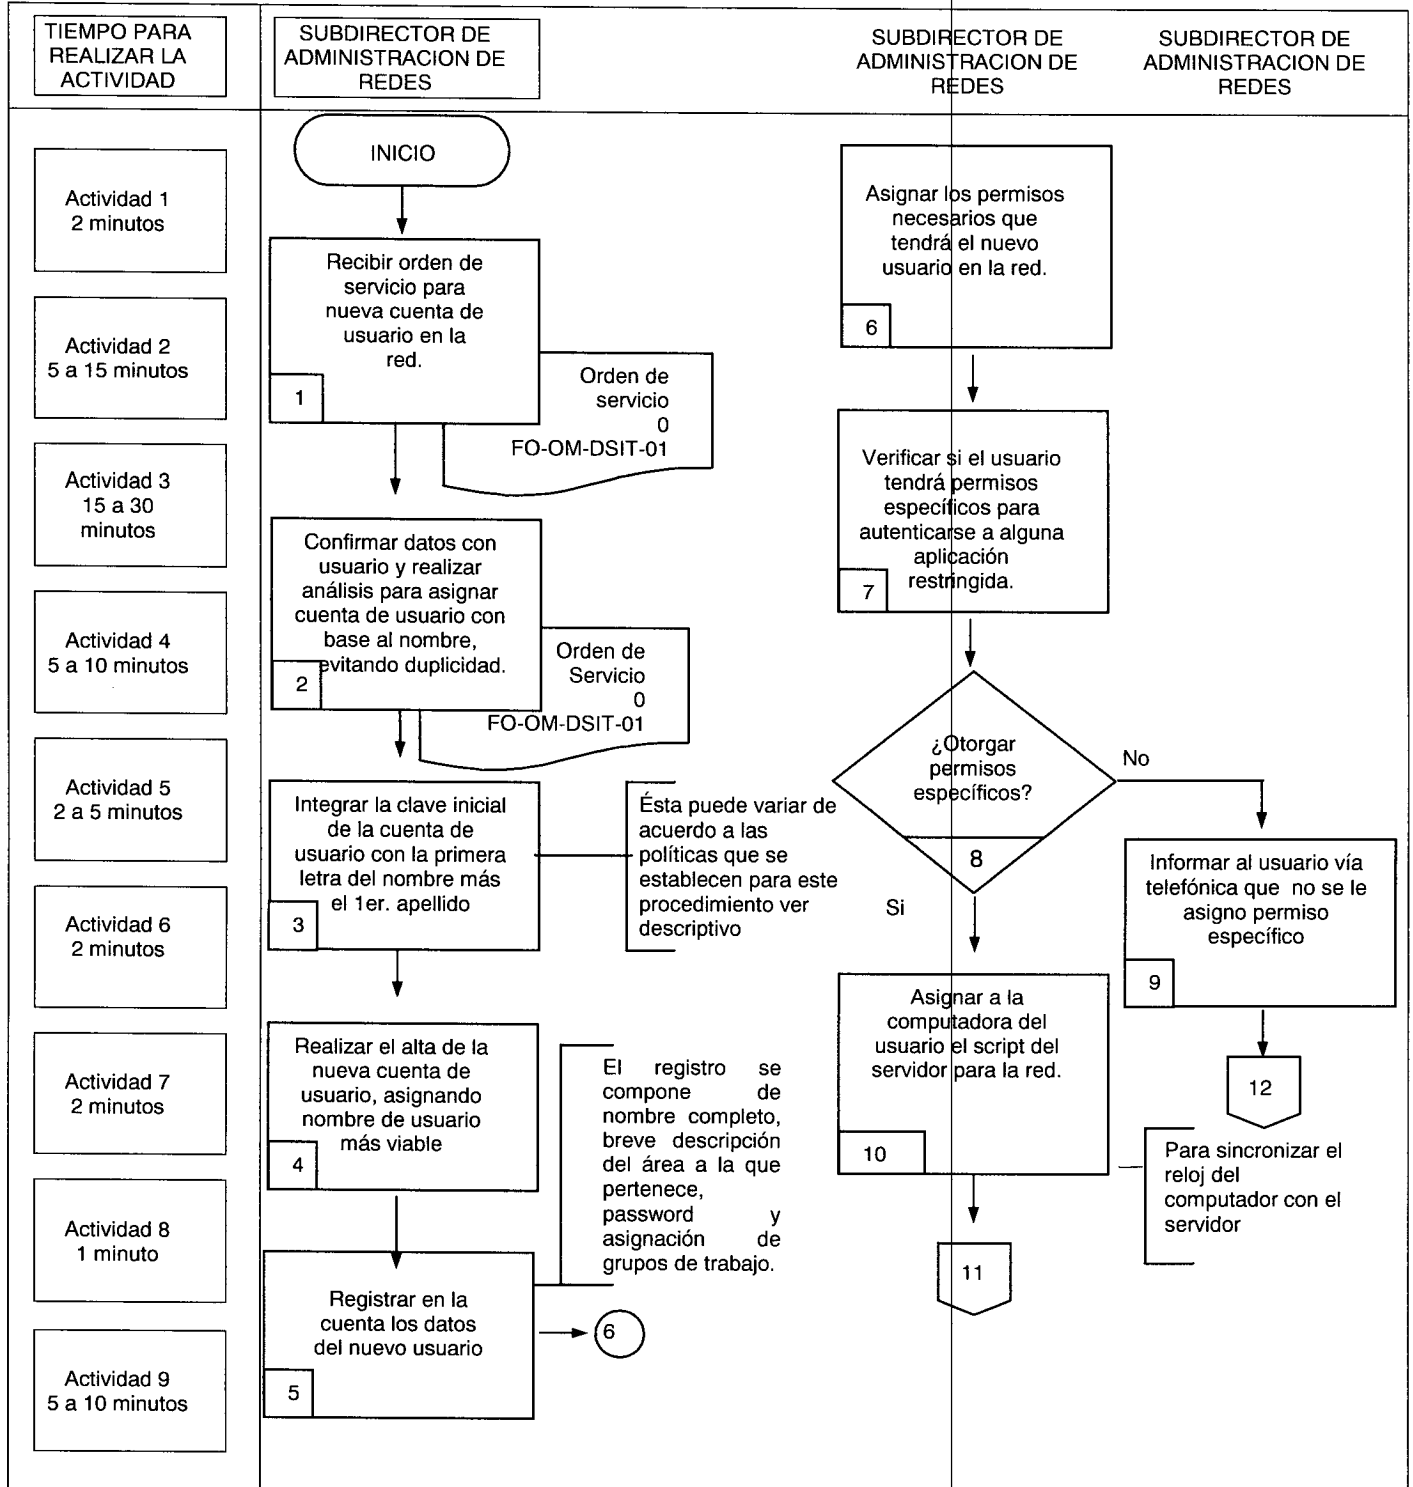 TIEMPO PARA
REALIZAR LA
ACTIVIDAD
SUBDIRECTOR DE
ADMINISTRACION DE
REDES
SUBDIRECTOR DE
ADMINISTRACION DE
REDES
SUBDIRECTOR DE
ADMINISTRACION DE
REDES
Actividad 1
2 minutos
Actividad 2
5 a 15 minutos
Actividad 3
15 a 30
minutos
Actividad 4
5 a 10 minutos
Actividad 5
2 a 5 minutos
Actividad 6
2 minutos
Actividad 7
2 minutos
Actividad 8
1 minuto
Actividad 9
5 a 10 minutos
INICIO
Recibir orden de
servicio para
nueva cuenta de
usuario en la
red.
1
Orden de
servicio
0
FO-OM-DSIT-01
Confirmar datos con
usuario y realizar
análisis para asignar
cuenta de usuario con
base al nombre,
evitando duplicidad.
2
Orden de
Servicio
0
FO-OM-DSIT-01
Integrar la clave inicial
de la cuenta de
usuario con la primera
letra del nombre más
el 1er. apellido
3
Ésta puede variar de
acuerdo a las
políticas que se
establecen para este
procedimiento ver
descriptivo
Realizar el alta de la
nueva cuenta de
usuario, asignando
nombre de usuario
más viable
4
El registro se
compone de
nombre completo,
breve descripción
del área a la que
pertenece,
password y
asignación de
grupos de trabajo.
Registrar en la
cuenta los datos
del nuevo usuario
5
6
Asignar los permisos
necesarios que
tendrá el nuevo
usuario en la red.
6
Verificar si el usuario
tendrá permisos
específicos para
autenticarse a alguna
aplicación
restringida.
7
¿Otorgar
permisos
específicos?
8
No
Si
Informar al usuario vía
telefónica que no se le
asigno permiso
específico
9
12
Asignar a la
computadora del
usuario el script del
servidor para la red.
10
Para sincronizar el
reloj del
computador con el
servidor
11